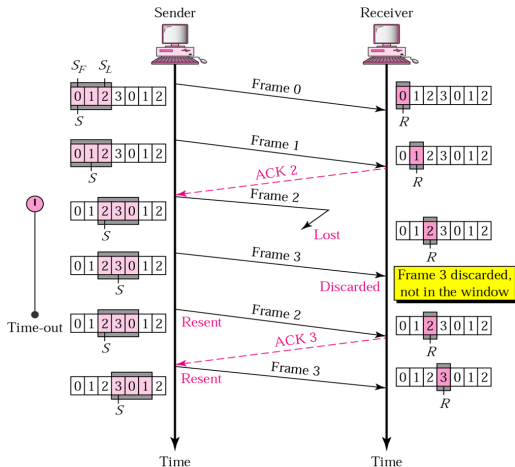 Sender
Receiver
S_F S_L
0 1 2 3 0 1 2
S
Frame 0
0 1 2 3 0 1 2
R
0 1 2 3 0 1 2
S
Frame 1
0 1 2 3 0 1 2
R
ACK 2
0 1 2 3 0 1 2
S
Frame 2
Lost
0 1 2 3 0 1 2
R
0 1 2 3 0 1 2
S
Frame 3
Discarded
Frame 3 discarded,
not in the window
Time-out
0 1 2 3 0 1 2
S
Resent
Frame 2
0 1 2 3 0 1 2
R
ACK 3
0 1 2 3 0 1 2
S
Resent
Frame 3
0 1 2 3 0 1 2
R
Time
Time